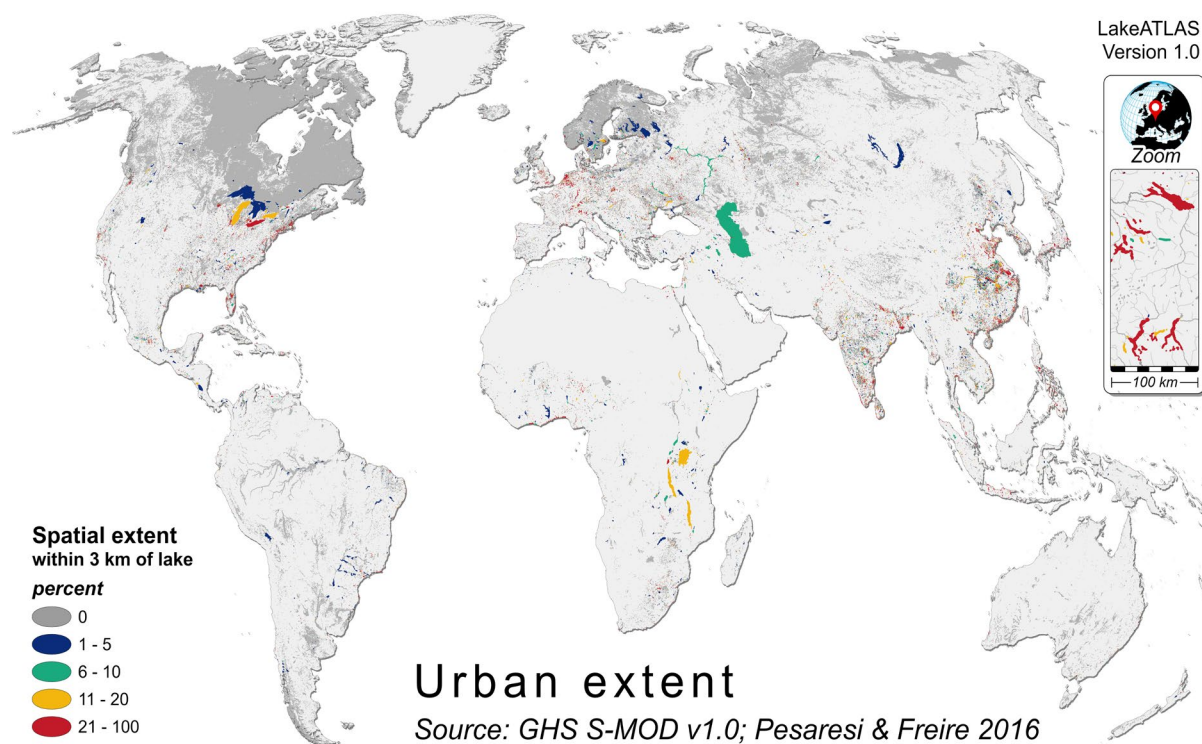 LakeATLAS
Version 1.0
Zoom
100 km
Spatial extent
within 3 km of lake
percent
0
1 - 5
6 - 10
11 - 20
21 - 100
Urban extent
Source: GHS S-MOD v1.0; Pesaresi & Freire 2016